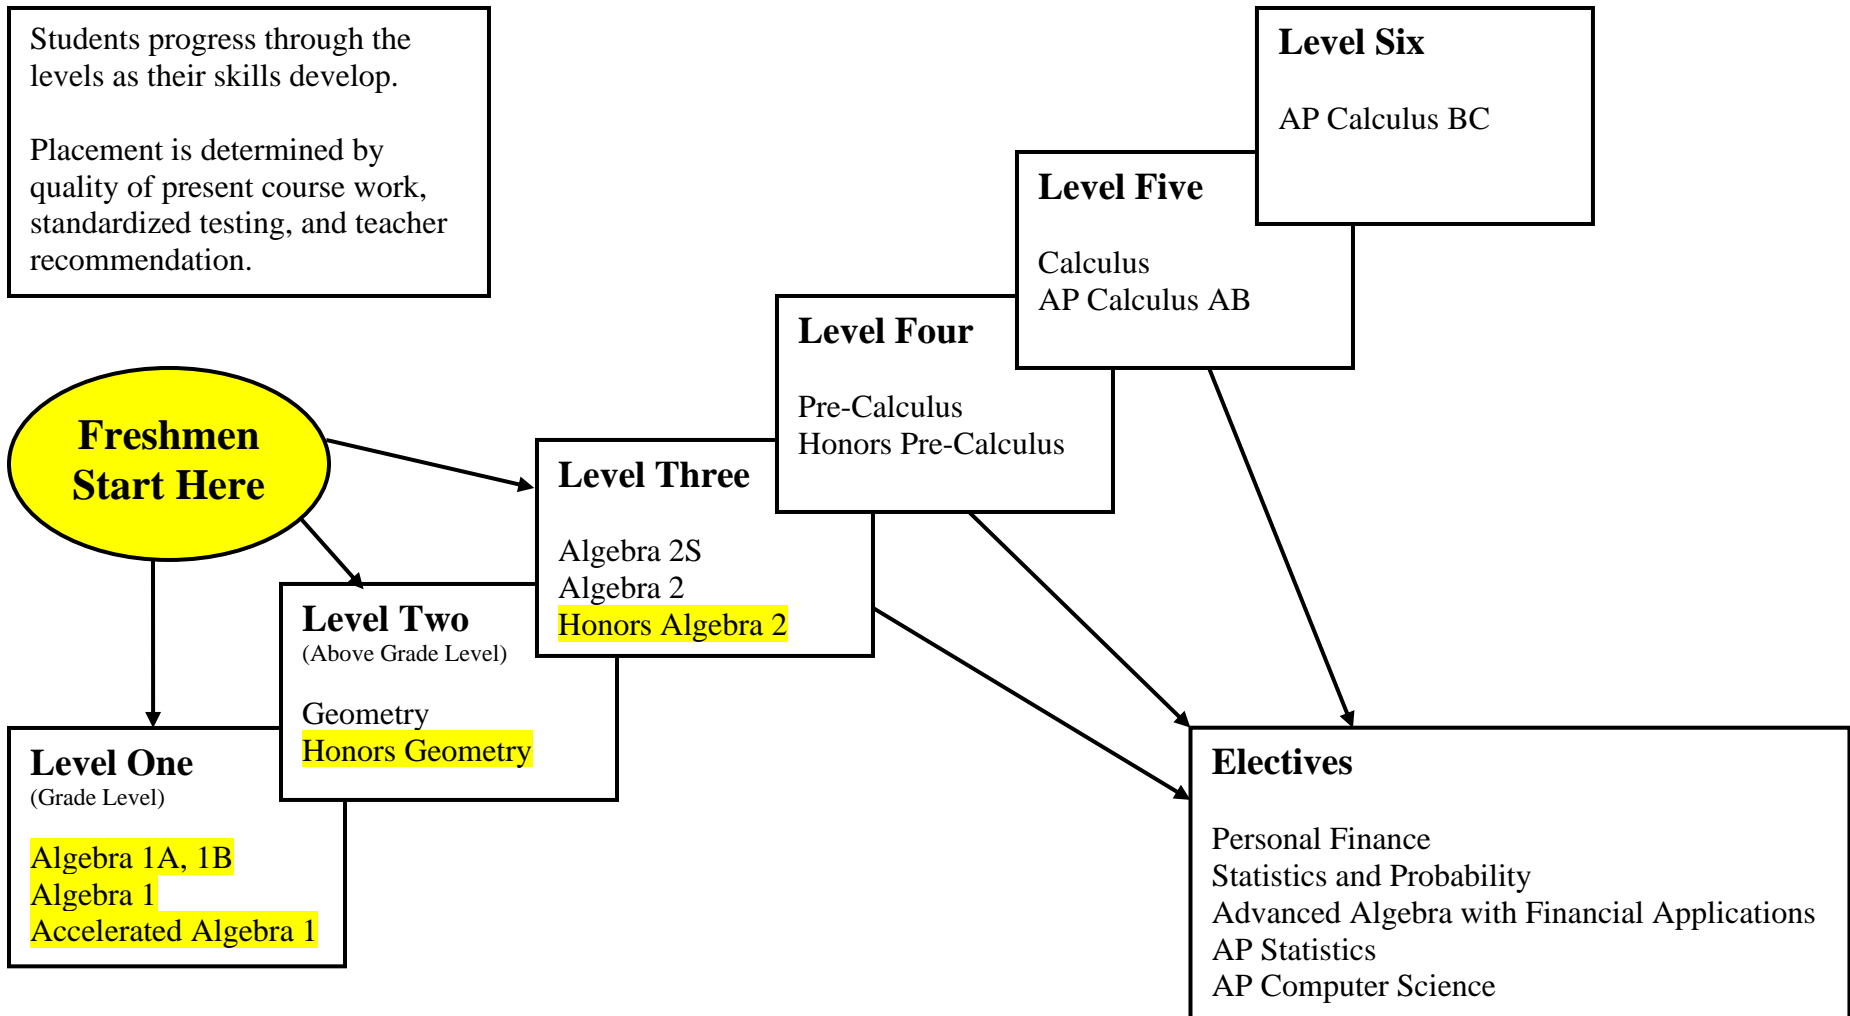 Students progress through the
levels as their skills develop.
Placement is determined by
quality of present course work,
standardized testing, and teacher
recommendation.
Level Six
AP Calculus BC
Level Five
Calculus
AP Calculus AB
Level Four
Pre-Calculus
Honors Pre-Calculus
Freshmen
Start Here
Level Three
Algebra 2S
Algebra 2
Honors Algebra 2
Level Two
(Above Grade Level)
Geometry
Honors Geometry
Level One
(Grade Level)
Algebra 1A, 1B
Algebra 1
Accelerated Algebra 1
Electives
Personal Finance
Statistics and Probability
Advanced Algebra with Financial Applications
AP Statistics
AP Computer Science